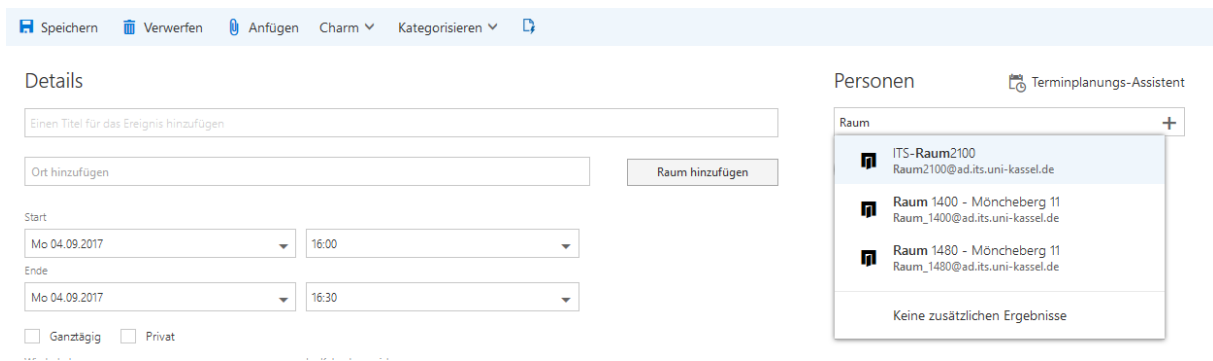 Speichern Verwerfen Anfügen Charm Kategorisieren
Details
Einen Titel für das Ereignis hinzufügen
Ort hinzufügen Raum hinzufügen
Start
Mo 04.09.2017 16:00
Ende
Mo 04.09.2017 16:30
Ganztägig Privat
Personen Terminplanungs-Assistent
Raum
ITS-Raum2100
Raum2100@ad.its.uni-kassel.de
Raum 1400 - Möncheberg 11
Raum_1400@ad.its.uni-kassel.de
Raum 1480 - Möncheberg 11
Raum_1480@ad.its.uni-kassel.de
Keine zusätzlichen Ergebnisse